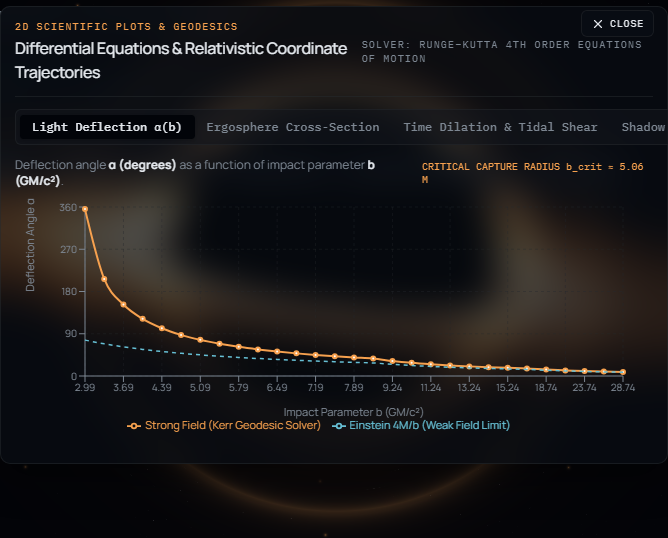 2D SCIENTIFIC PLOTS & GEODESICS
CLOSE
Differential Equations & Relativistic Coordinate
Trajectories
SOLVER: RUNGE-KUTTA 4TH ORDER EQUATIONS
OF MOTION
Light Deflection α(b)
Ergosphere Cross-Section
Time Dilation & Tidal Shear
Shadow
Deflection angle α (degrees) as a function of impact parameter b
(GM/c²).
CRITICAL CAPTURE RADIUS b_crit ≈ 5.06
M
Deflection Angle α
360
270
180
90
0
2.99 3.69 4.39 5.09 5.79 6.49 7.19 7.89 9.24 11.24 13.24 15.24 18.74 23.74 28.74
Impact Parameter b (GM/c²)
Strong Field (Kerr Geodesic Solver)
Einstein 4M/b (Weak Field Limit)